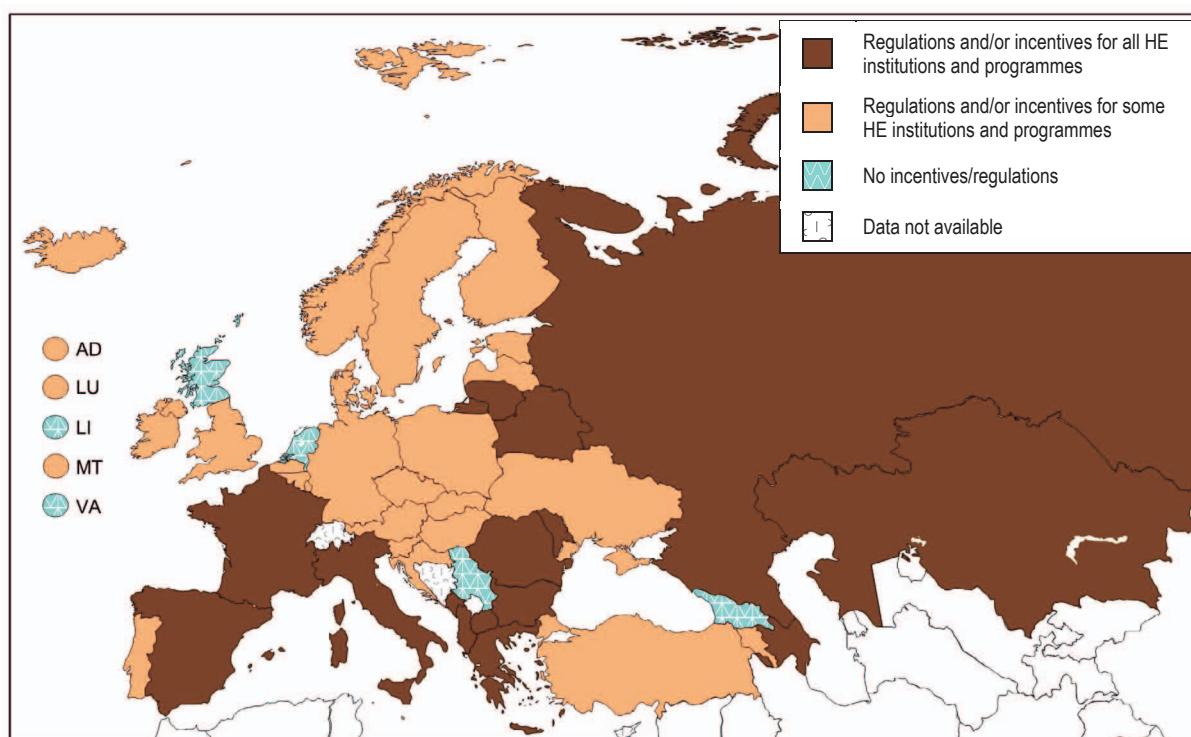 Regulations and/or incentives for all HE
institutions and programmes
Regulations and/or incentives for some
HE institutions and programmes
No incentives/regulations
Data not available
AD
LU
LI
MT
VA